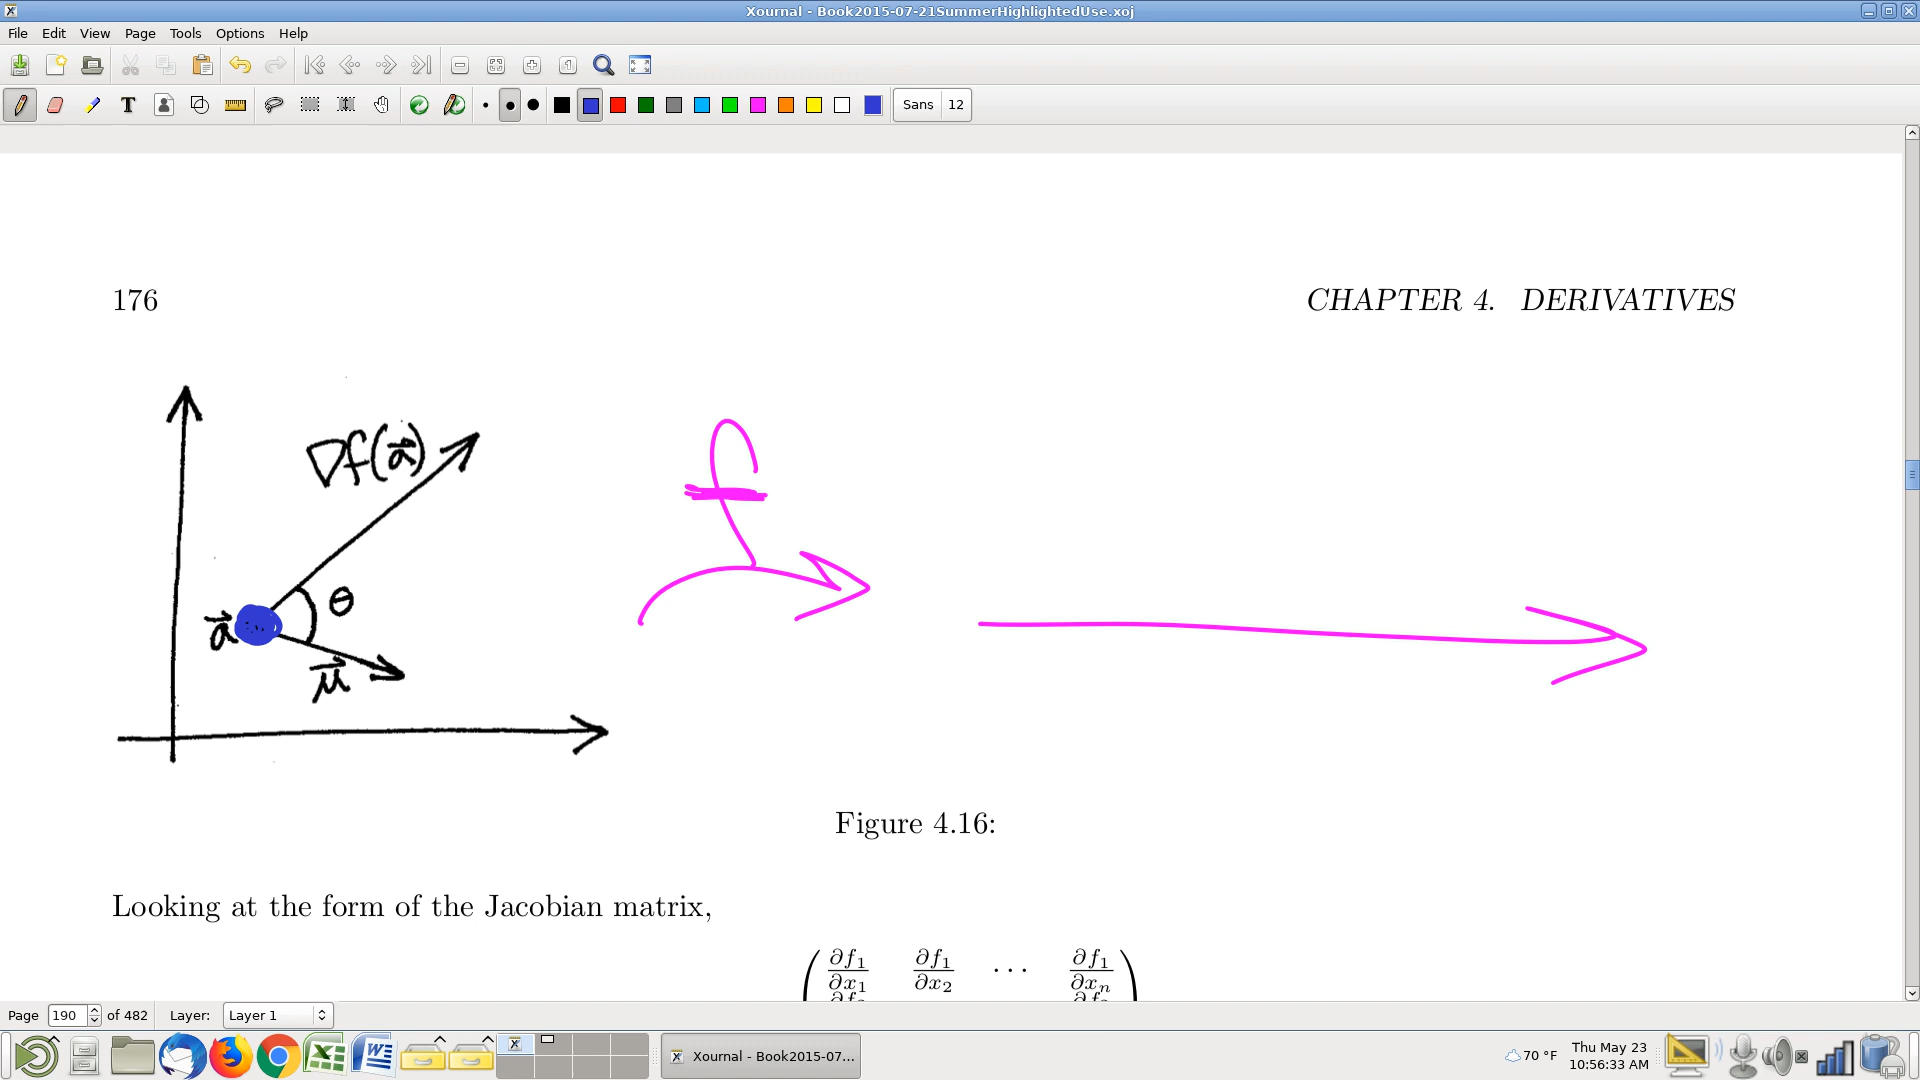 Xournal - Book2015-07-21SummerHighlightedUse.xoj
File Edit View Page Tools Options Help
T Sans 12
176 CHAPTER 4. DERIVATIVES
∇f(a⃗)
f
θ
a⃗
u⃗
Figure 4.16:
Looking at the form of the Jacobian matrix,
∂f₁/∂x₁ ∂f₁/∂x₂ ⋯ ∂f₁/∂xₙ
Page 190 of 482 Layer: Layer 1
Xournal - Book2015-07...
70 °F
Thu May 23
10:56:33 AM